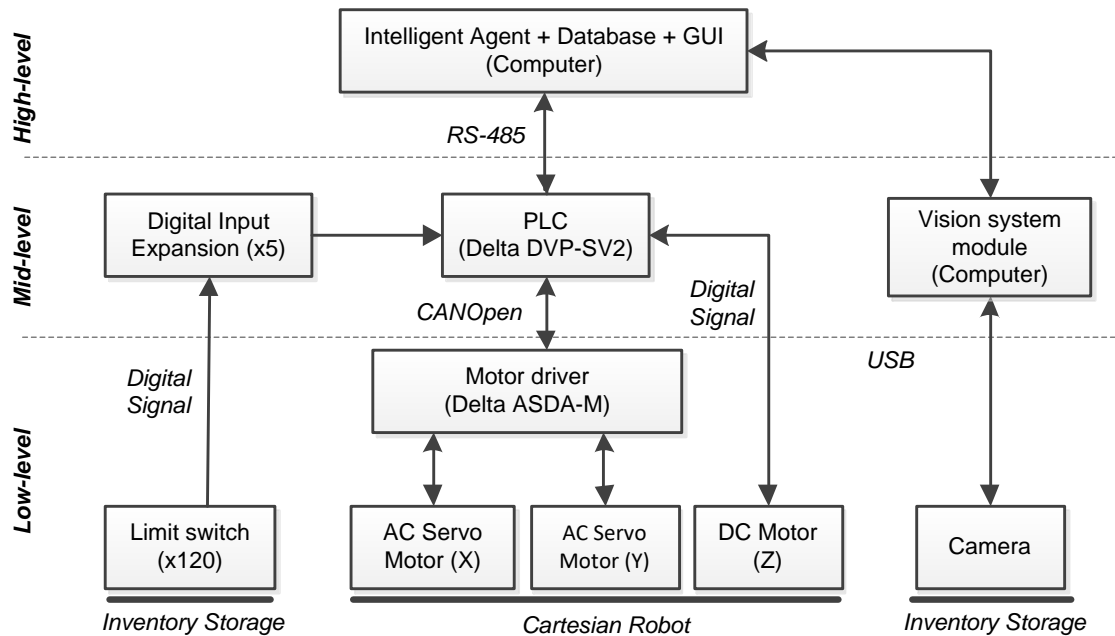 High-level
Intelligent Agent + Database + GUI
(Computer)
RS-485
Mid-level
Digital Input
Expansion (x5)
PLC
(Delta DVP-SV2)
Vision system
module
(Computer)
CANOpen
Digital
Signal
Low-level
Digital
Signal
Motor driver
(Delta ASDA-M)
USB
Limit switch
(x120)
AC Servo
Motor (X)
AC Servo
Motor (Y)
DC Motor
(Z)
Camera
Inventory Storage
Cartesian Robot
Inventory Storage